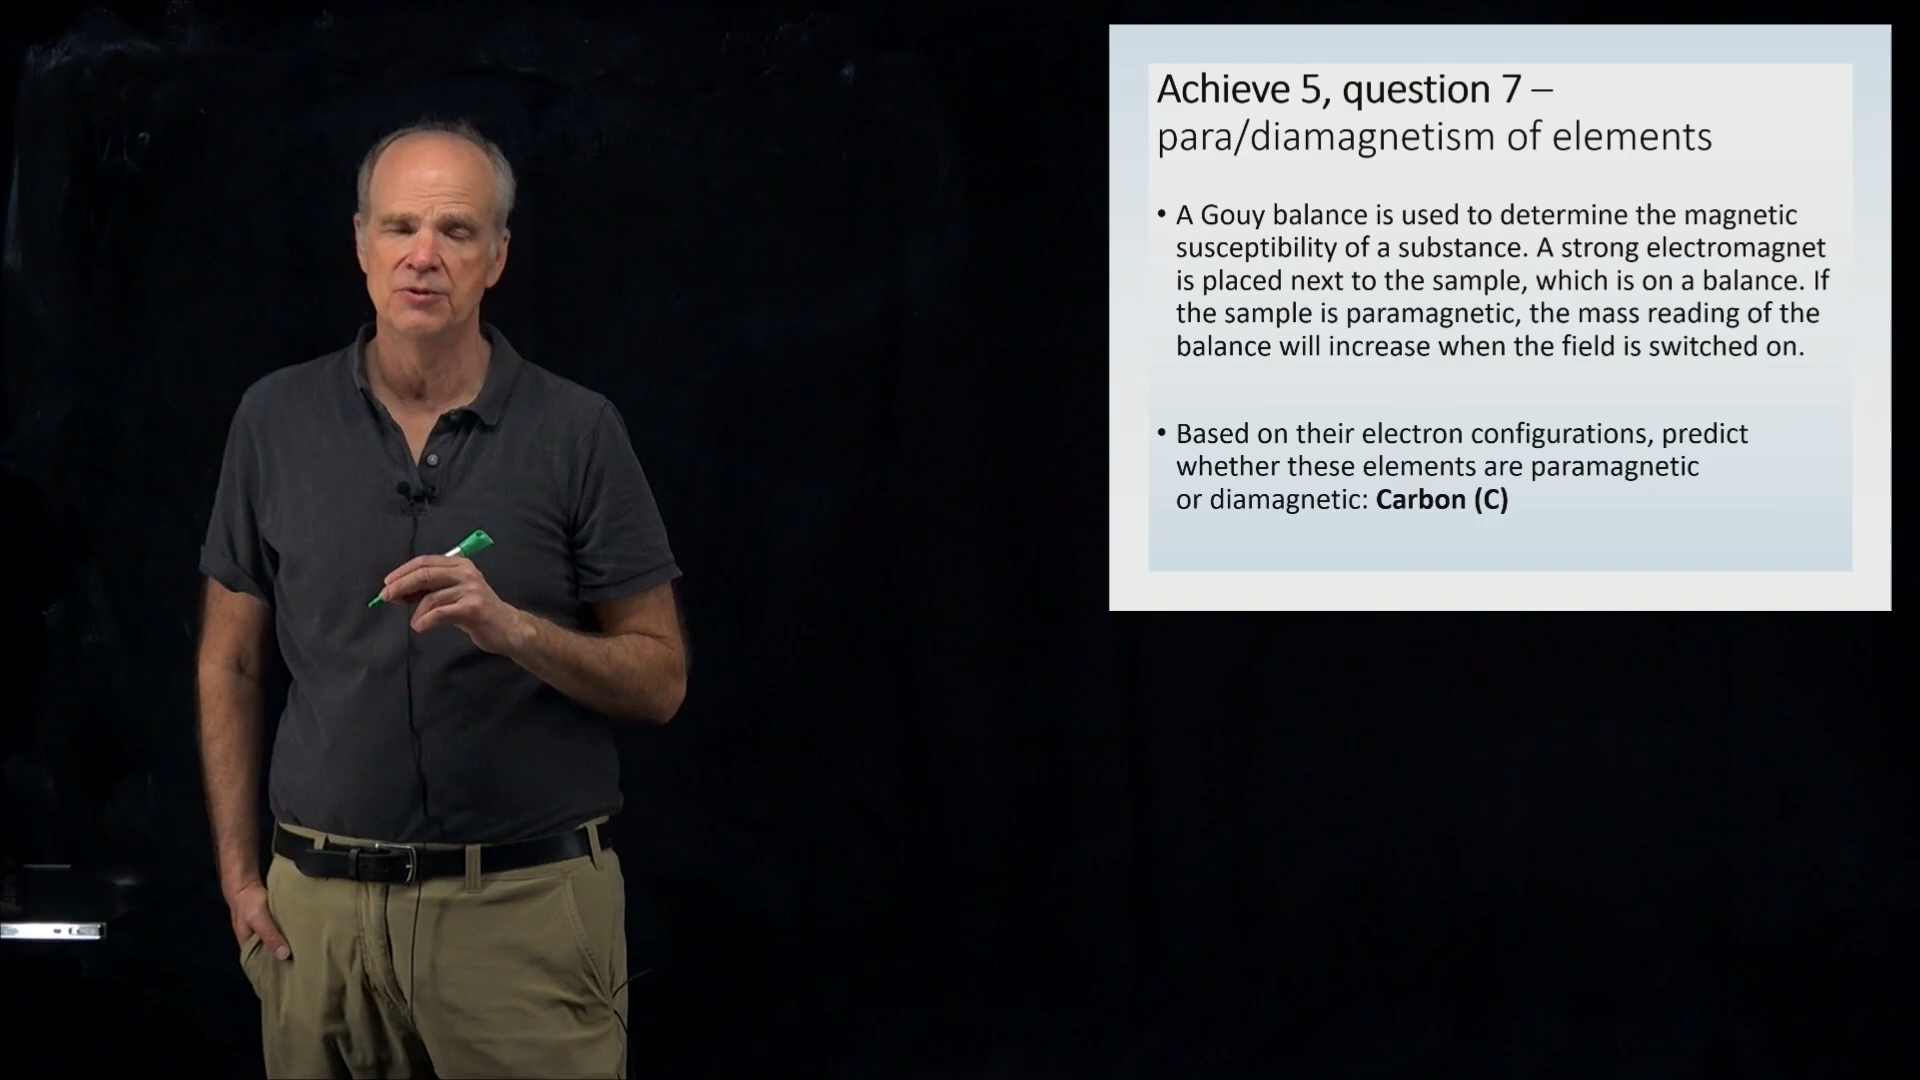 Achieve 5, question 7 –
para/diamagnetism of elements
• A Gouy balance is used to determine the magnetic
susceptibility of a substance. A strong electromagnet
is placed next to the sample, which is on a balance. If
the sample is paramagnetic, the mass reading of the
balance will increase when the field is switched on.
• Based on their electron configurations, predict
whether these elements are paramagnetic
or diamagnetic: Carbon (C)